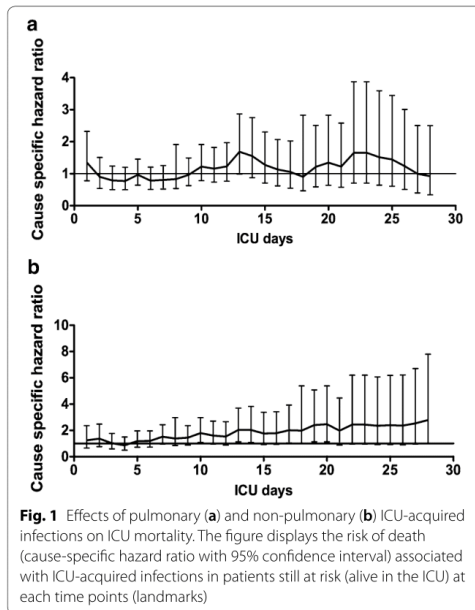 a
Cause specific hazard ratio
4
3
2
1
0
0 5 10 15 20 25 30
ICU days
b
Cause specific hazard ratio
10
8
6
4
2
0
0 5 10 15 20 25 30
ICU days
Fig. 1 Effects of pulmonary (a) and non-pulmonary (b) ICU-acquired
infections on ICU mortality. The figure displays the risk of death
(cause-specific hazard ratio with 95% confidence interval) associated
with ICU-acquired infections in patients still at risk (alive in the ICU) at
each time points (landmarks)